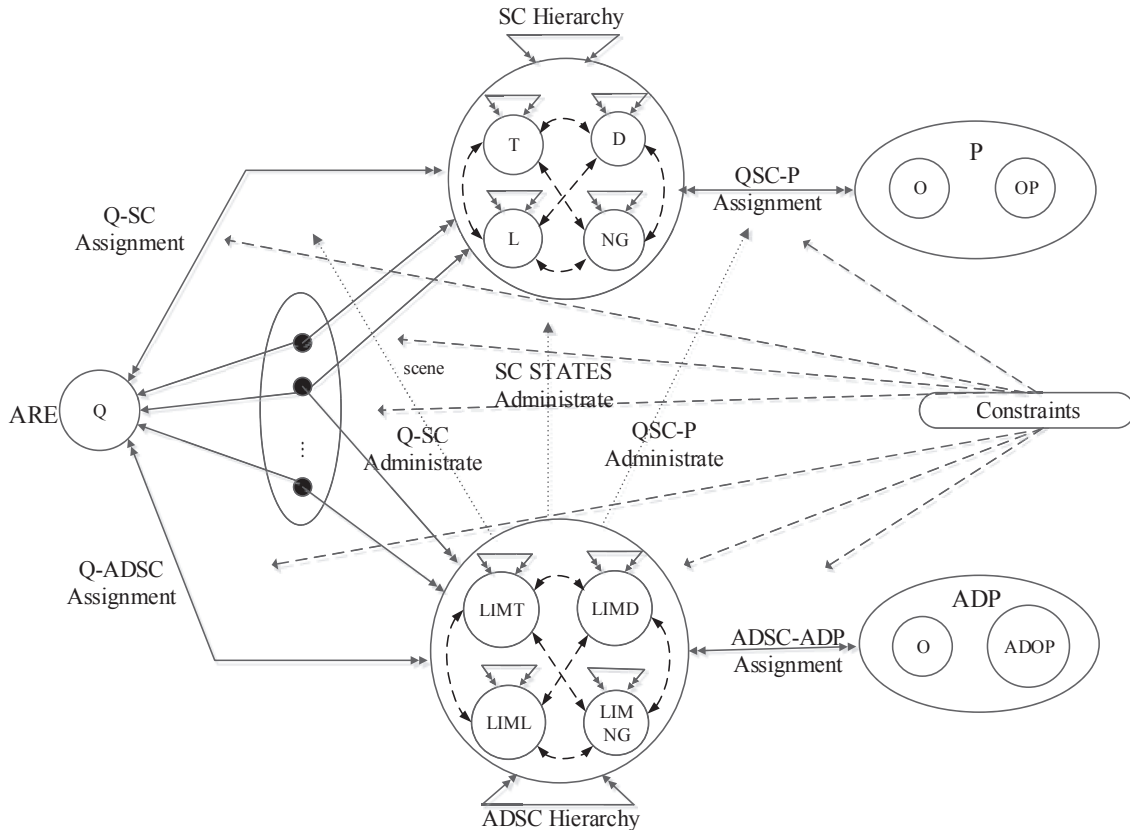 SC Hierarchy
T
D
L
NG
QSC-P
Assignment
P
O
OP
Q-SC
Assignment
scene
SC STATES
Administrate
ARE
Q
...
Q-SC
Administrate
QSC-P
Administrate
Constraints
Q-ADSC
Assignment
LIMT
LIMD
LIML
LIM
NG
ADSC-ADP
Assignment
ADP
O
ADOP
ADSC Hierarchy